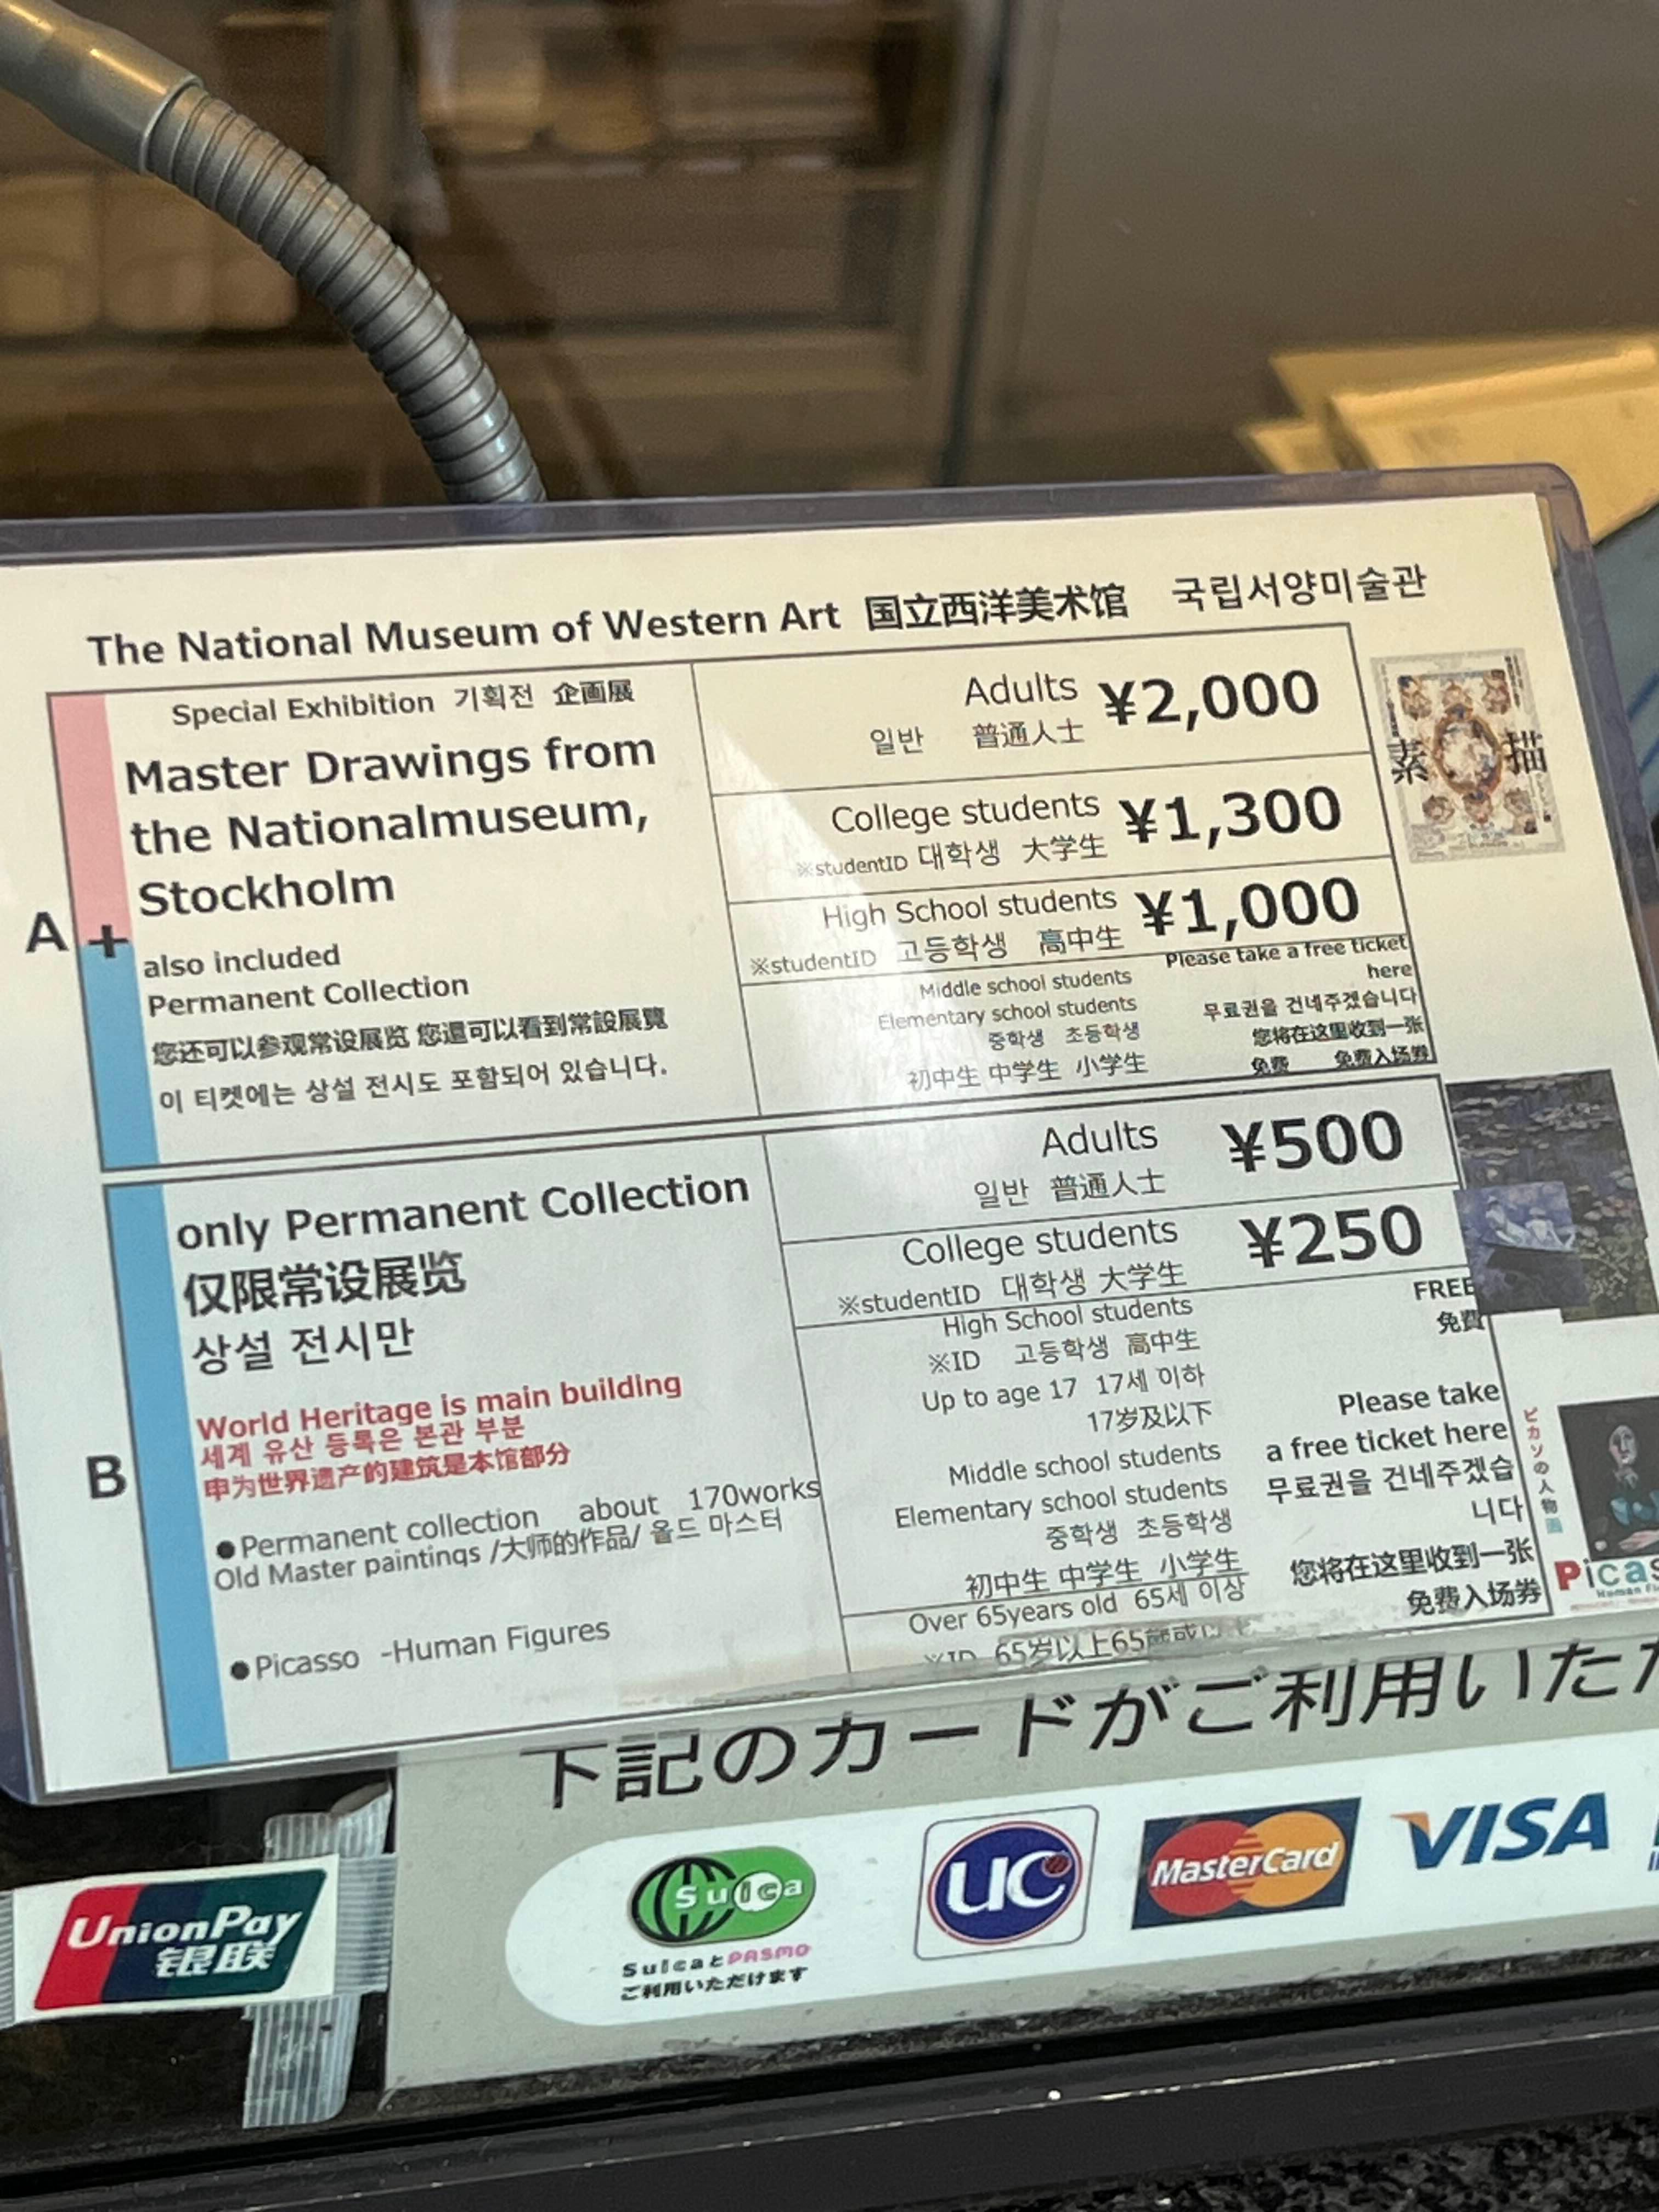 The National Museum of Western Art 国立西洋美术馆 국립서양미술관
A
+
Special Exhibition 기획전 企画展
Master Drawings from
the Nationalmuseum,
Stockholm
also included
Permanent Collection
您还可以参观常设展览 您還可以看到常設展覽
이 티켓에는 상설 전시도 포함되어 있습니다.
Adults ¥2,000
일반 普通人士
College students ¥1,300
※studentID 대학생 大学生
High School students ¥1,000
※studentID 고등학생 高中生
Middle school students
Elementary school students
중학생 초등학생
初中生 中学生 小学生
Please take a free ticket
here
무료권을 건네주겠습니다
您将在这里收到一张
免费 免费入场券
素描
B
only Permanent Collection
仅限常设展览
상설 전시만
World Heritage is main building
세계 유산 등록은 본관 부분
申为世界遗产的建筑是本馆部分
●Permanent collection about 170works
Old Master paintings /大师的作品/ 올드 마스터
●Picasso -Human Figures
Adults ¥500
일반 普通人士
College students ¥250
※studentID 대학생 大学生
High School students
※ID 고등학생 高中生
Up to age 17 17세 이하
17岁及以下
Middle school students
Elementary school students
중학생 초등학생
初中生 中学生 小学生
Over 65years old 65세 이상
※ID 65岁以上65歳或以上
FREE
免費
Please take
a free ticket here
무료권을 건네주겠습
니다
您将在这里收到一张
免费入场券
ピカソの人物画
Picas
Human Fi
下記のカードがご利用いただ
UnionPay
银联
Suica
SuicaとPASMO
ご利用いただけます
UC
MasterCard
VISA